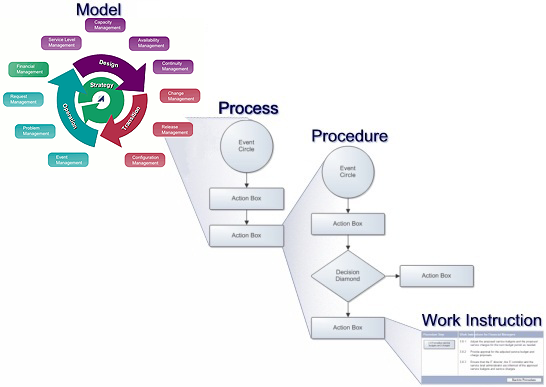 Model
Capacity
Management
Service Level
Management
Availability
Management
Financial
Management
Continuity
Management
Request
Management
Change
Management
Problem
Management
Release
Management
Event
Management
Configuration
Management
Design
Strategy
Operation
Transition
Process
Event
Circle
Action Box
Action Box
Procedure
Event
Circle
Action Box
Decision
Diamond
Action Box
Action Box
Work Instruction